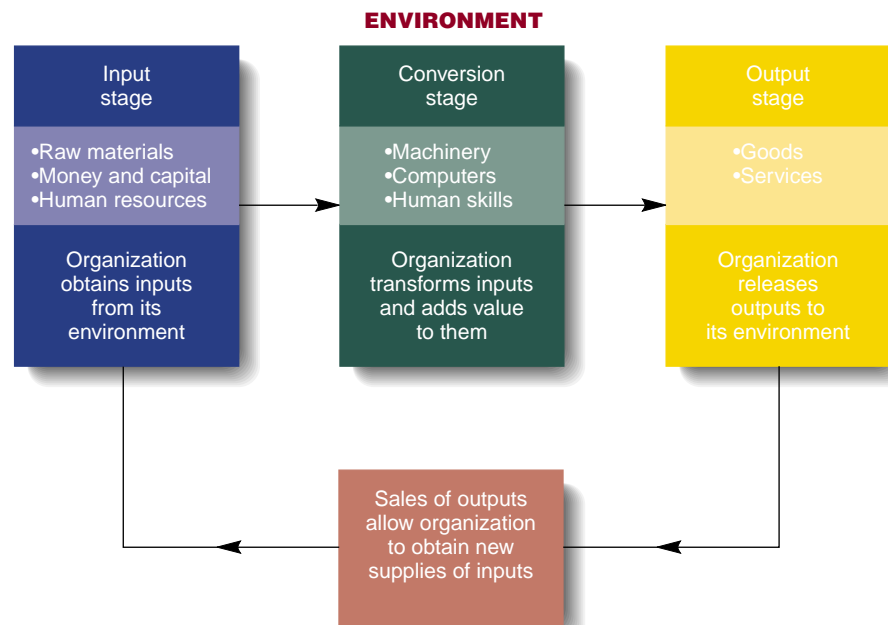 ENVIRONMENT
Input
stage
•Raw materials
•Money and capital
•Human resources
Organization
obtains inputs
from its
environment
Conversion
stage
•Machinery
•Computers
•Human skills
Organization
transforms inputs
and adds value
to them
Output
stage
•Goods
•Services
Organization
releases
outputs to
its environment
Sales of outputs
allow organization
to obtain new
supplies of inputs